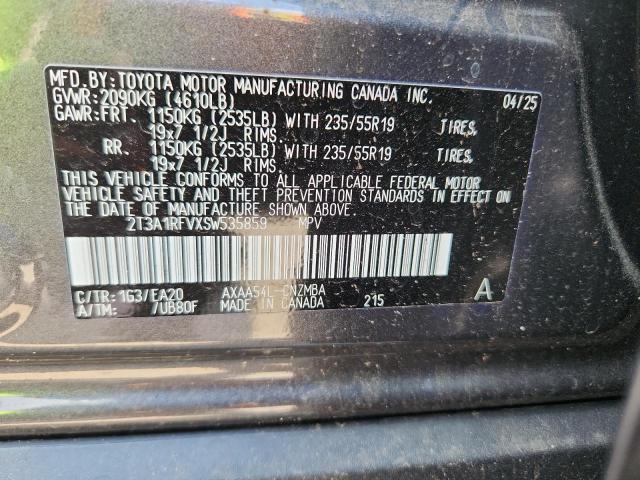 MFD.BY:TOYOTA MOTOR MANUFACTURING CANADA INC.
GVWR:2090KG (4610LB) 04/25
GAWR:FRT. 1150KG (2535LB) WITH 235/55R19 TIRES,
19x7 1/2J RIMS.
RR. 1150KG (2535LB) WITH 235/55R19 TIRES,
19x7 1/2J RIMS.
THIS VEHICLE CONFORMS TO ALL APPLICABLE FEDERAL MOTOR
VEHICLE SAFETY AND THEFT PREVENTION STANDARDS IN EFFECT ON
THE DATE OF MANUFACTURE SHOWN ABOVE.
2T3A1RFVXSW535859 MPV
C/TR:1G3/EA20 AXAA54L-CNZMBA A
A/TM: /UB80F MADE IN CANADA 215